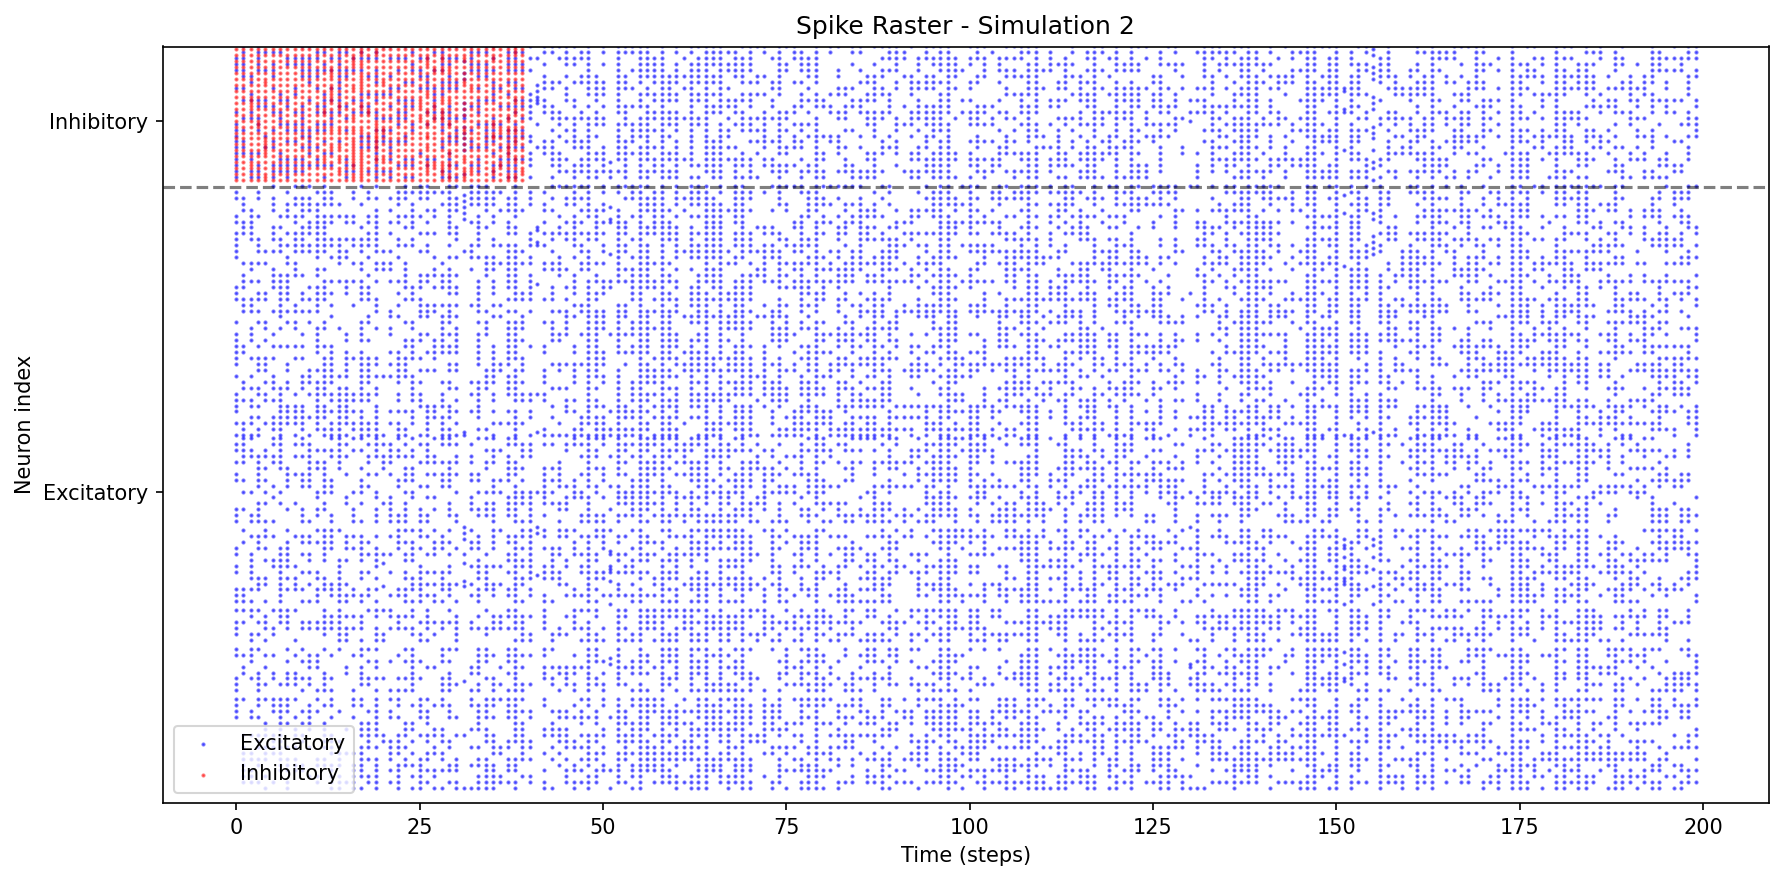 Spike Raster - Simulation 2
Inhibitory
Excitatory
Neuron index
Excitatory
Inhibitory
0 25 50 75 100 125 150 175 200
Time (steps)